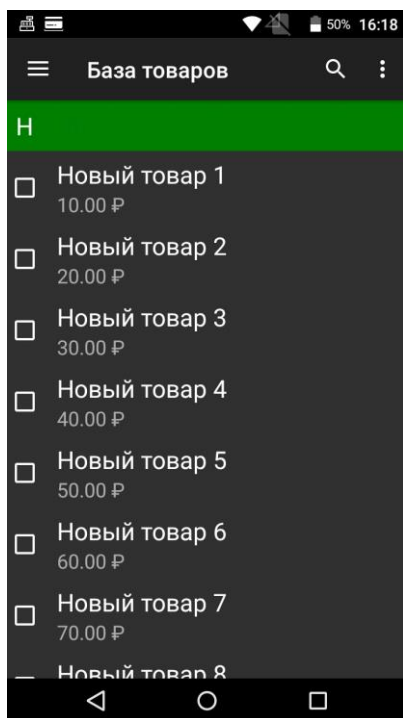 50% 16:18
База товаров
Н
Новый товар 1
10.00 ₽
Новый товар 2
20.00 ₽
Новый товар 3
30.00 ₽
Новый товар 4
40.00 ₽
Новый товар 5
50.00 ₽
Новый товар 6
60.00 ₽
Новый товар 7
70.00 ₽
Новый товар 8